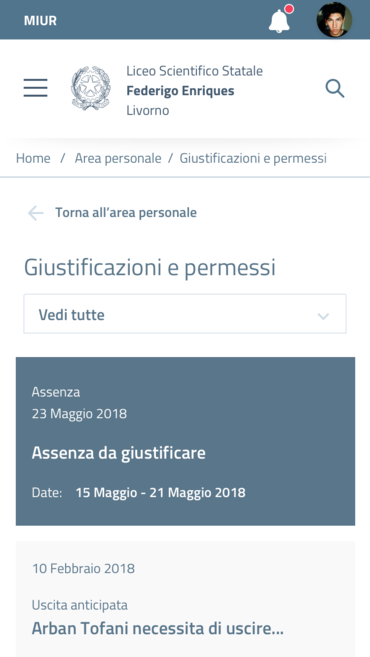 MIUR
Liceo Scientifico Statale
Federigo Enriques
Livorno
Home / Area personale / Giustificazioni e permessi
Torna all’area personale
Giustificazioni e permessi
Vedi tutte
Assenza
23 Maggio 2018
Assenza da giustificare
Date: 15 Maggio - 21 Maggio 2018
10 Febbraio 2018
Uscita anticipata
Arban Tofani necessita di uscire...